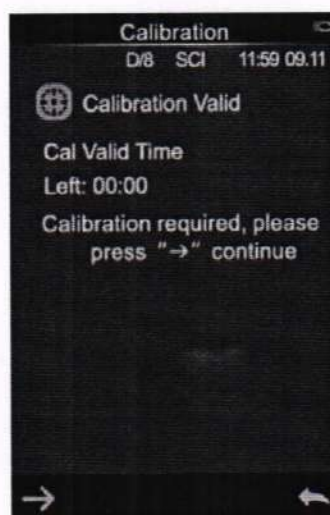 Calibration
D/8 SCI 11:59 09.11
Calibration Valid
Cal Valid Time
Left: 00:00
Calibration required, please
press "→" continue